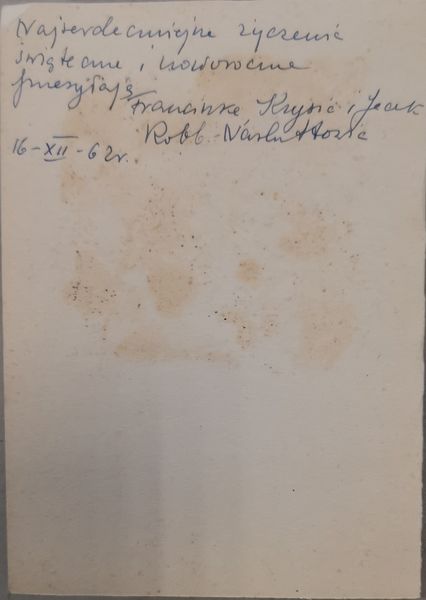 Najserdeczniejsze życzenia
świąteczne i noworoczne
przesyłają
Franciszka Krysia i Jacek
16-XII-62r.